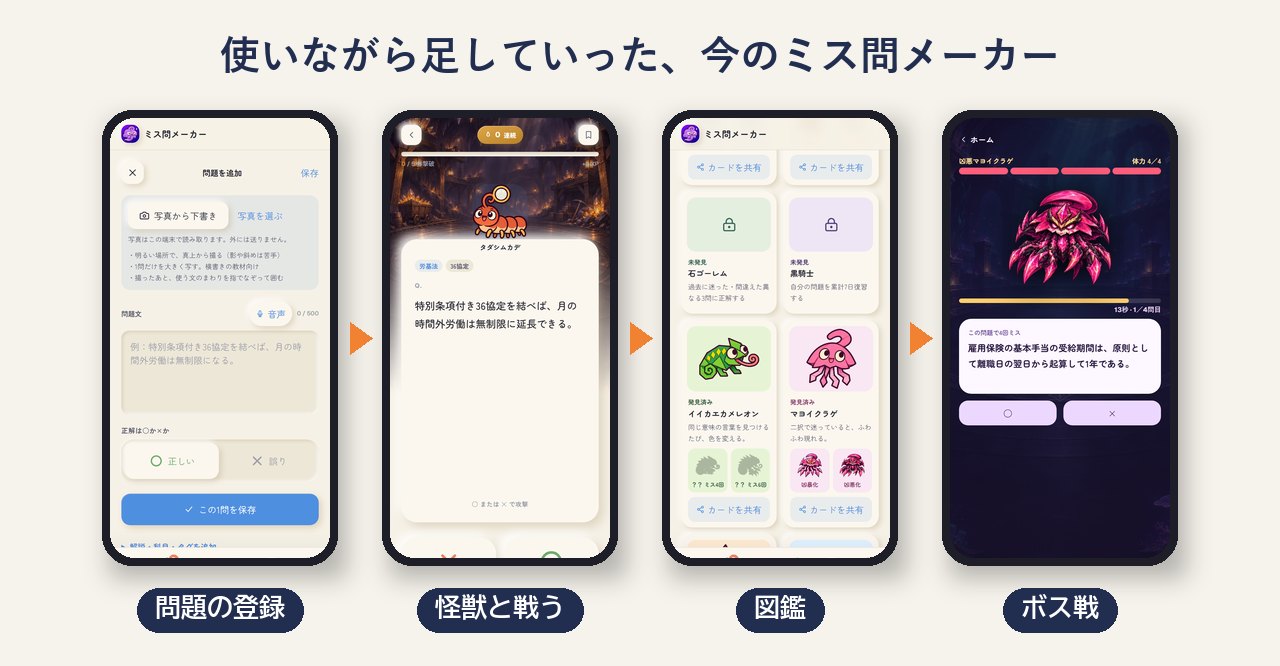 使いながら足していった、今のミス問メーカー
ミス問メーカー
問題を追加
保存
写真から下書き
写真を選ぶ
写真はこの端末で読み取ります。外には送りません。
・明るい場所で、真上から撮る（影や斜めは苦手）
・1問だけを大きく写す。横書きの教材向け
・撮ったあと、使う文のまわりを指でなぞって囲む
問題文
音声
0 / 500
例：特別条項付き36協定を結べば、月の時
間外労働は無制限になる。
正解は○か×か
正しい
誤り
この1問を保存
問題の登録
0 連続
タダシムカデ
労基法
36協定
Q.
特別条項付き36協定を結べば、月の
時間外労働は無制限に延長できる。
○ または × で攻撃
怪獣と戦う
ミス問メーカー
カードを共有
カードを共有
未発見
石ゴーレム
過去に迷った・間違えた異
なる3問に正解する
未発見
黒騎士
自分の問題を累計7日復習
する
発見済み
イイカエカメレオン
同じ意味の言葉を見つける
たび、色を変える。
？？ ミス4回
？？ ミス6回
カードを共有
発見済み
マヨイクラゲ
二択で迷っていると、ふわ
ふわ現れる。
凶暴化
凶悪化
カードを共有
図鑑
ホーム
凶悪マヨイクラゲ
体力 4／4
13秒・1／4問目
この問題で6回ミス
雇用保険の基本手当の受給期間は、原則とし
て離職日の翌日から起算して1年である。
○
×
ボス戦